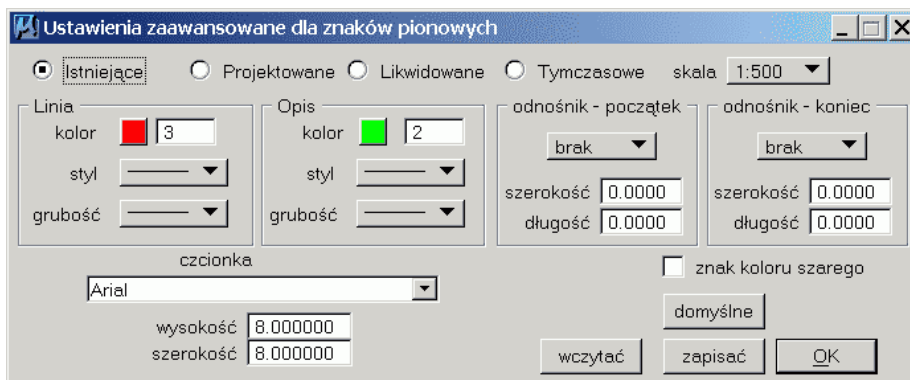 Ustawienia zaawansowane dla znaków pionowych
Istniejące Projektowane Likwidowane Tymczasowe skala 1:500
Linia
kolor 3
styl
grubość
Opis
kolor 2
styl
grubość
odnośnik - początek
brak
szerokość 0.0000
długość 0.0000
odnośnik - koniec
brak
szerokość 0.0000
długość 0.0000
czcionka
Arial
wysokość 8.000000
szerokość 8.000000
znak koloru szarego
domyślne
wczytać zapisać OK